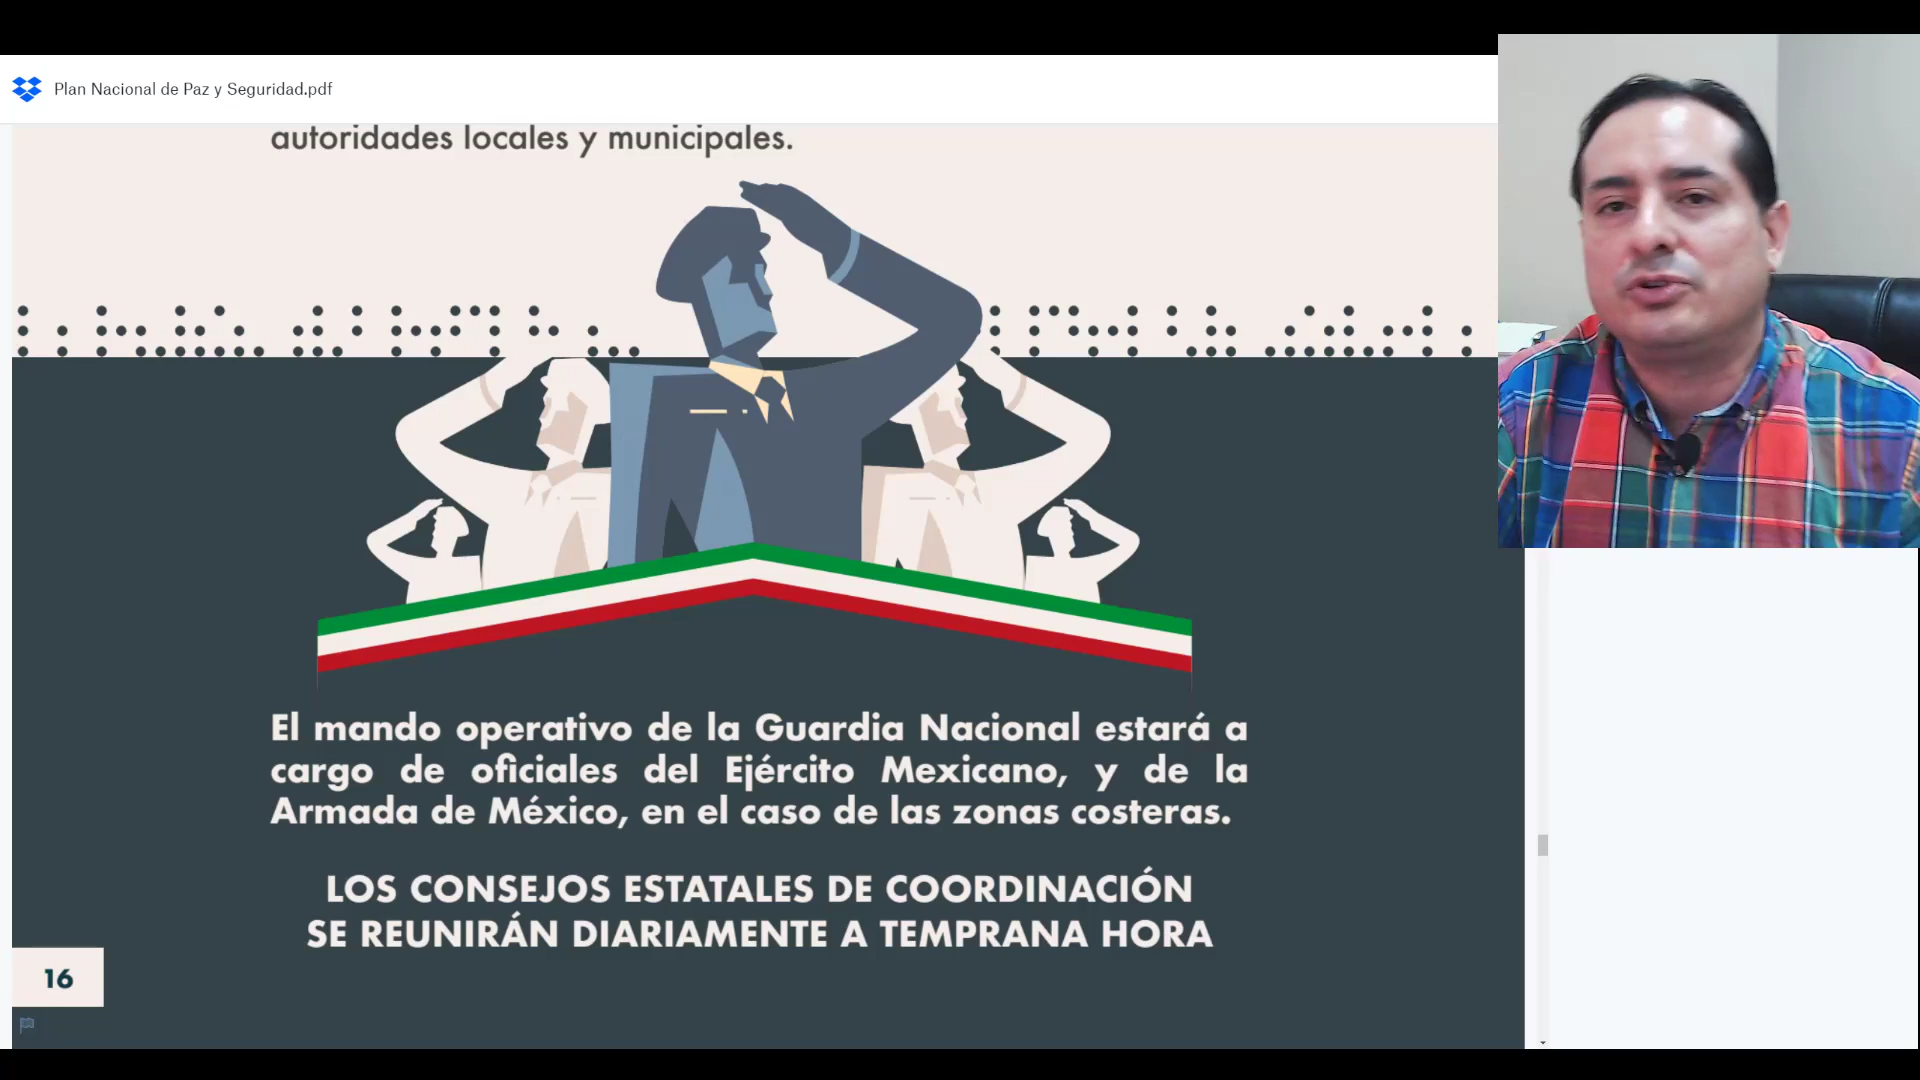 Plan Nacional de Paz y Seguridad.pdf
autoridades locales y municipales.
El mando operativo de la Guardia Nacional estará a
cargo de oficiales del Ejército Mexicano, y de la
Armada de México, en el caso de las zonas costeras.
LOS CONSEJOS ESTATALES DE COORDINACIÓN
SE REUNIRÁN DIARIAMENTE A TEMPRANA HORA
16